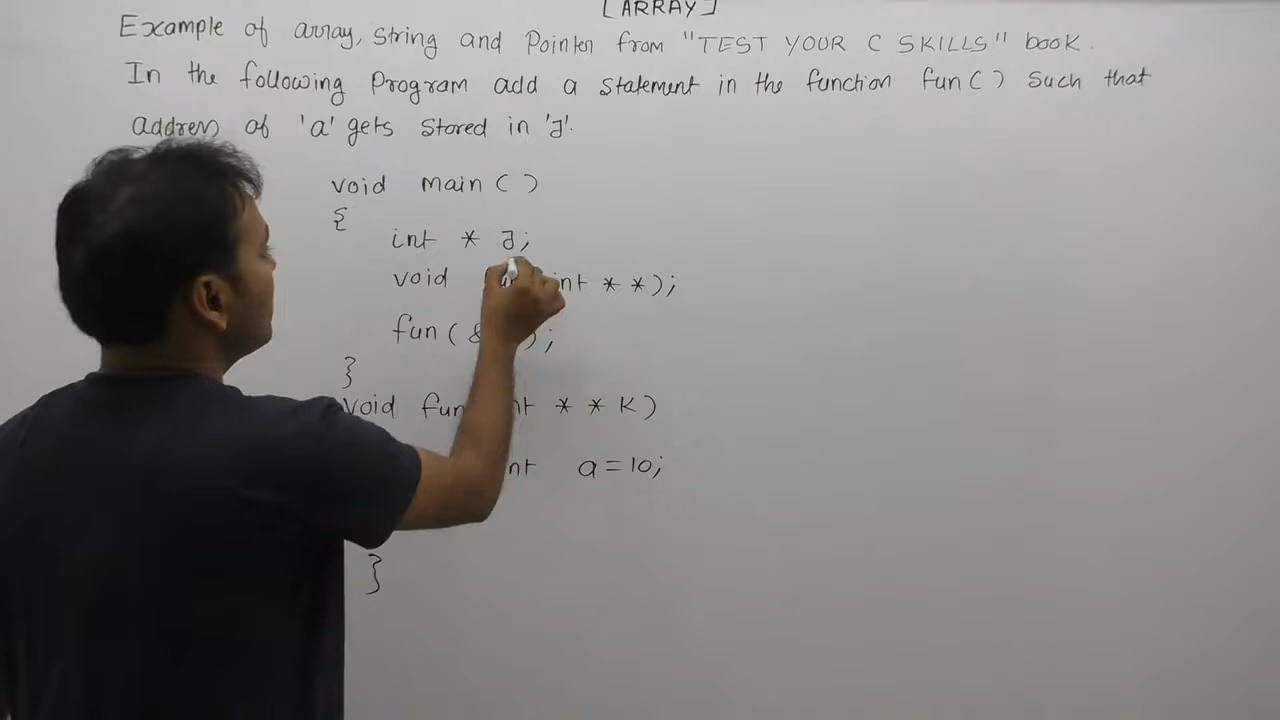 [ARRAY]
Example of array, string and Pointer from "TEST YOUR C SKILLS" book.
In the following Program add a statement in the function fun( ) such that
address of 'a' gets stored in 'J'.
void main( )
{
int * J;
void int * *);
fun( & );
}
void fun int * * K)
int a=10;
}